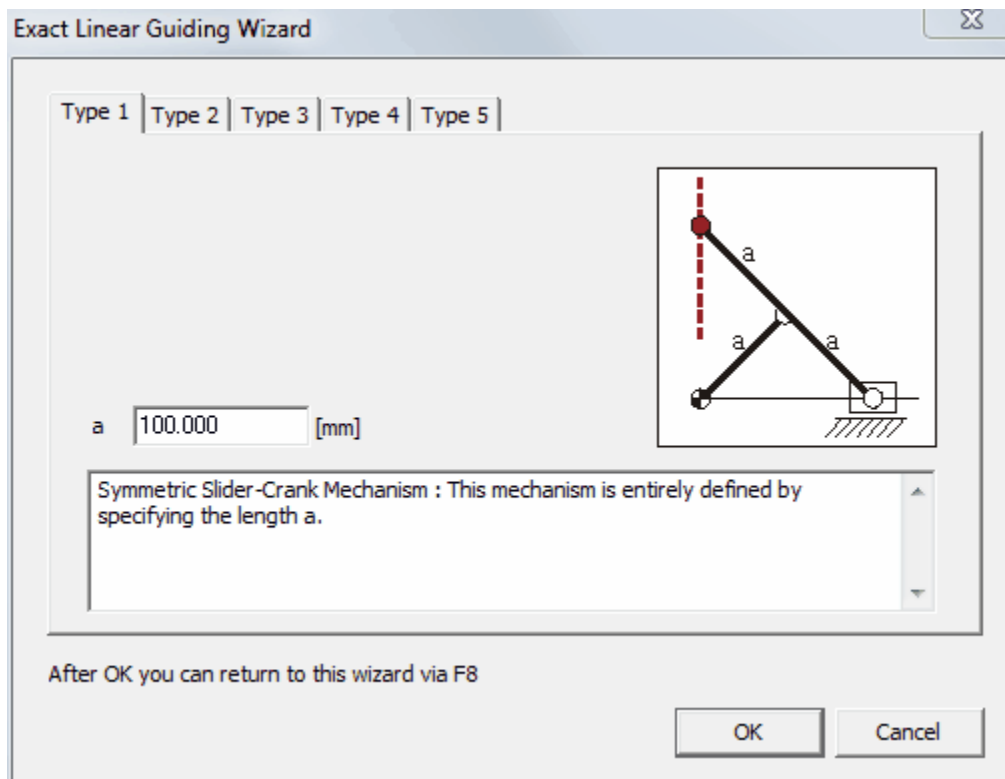 Exact Linear Guiding Wizard
Type 1 Type 2 Type 3 Type 4 Type 5
a
a
a
a 100.000 [mm]
Symmetric Slider-Crank Mechanism : This mechanism is entirely defined by
specifying the length a.
After OK you can return to this wizard via F8
OK Cancel